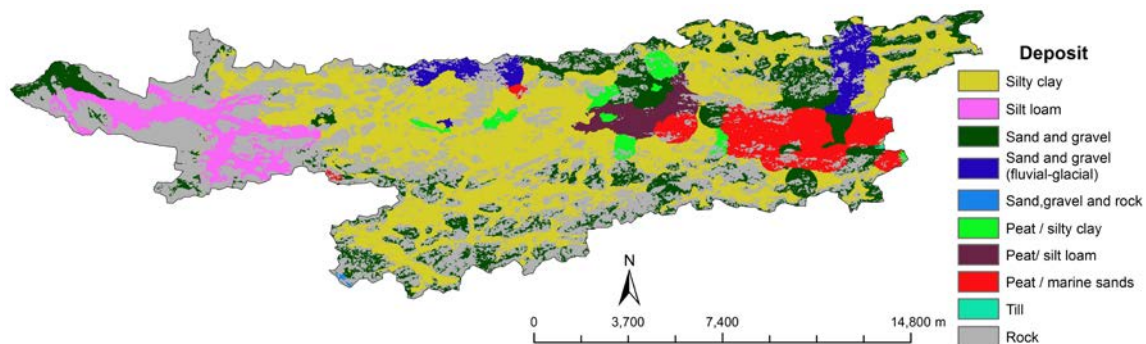 Deposit
Silty clay
Silt loam
Sand and gravel
Sand and gravel
(fluvial-glacial)
Sand,gravel and rock
Peat / silty clay
Peat/ silt loam
Peat / marine sands
Till
Rock
N
0 3,700 7,400 14,800 m